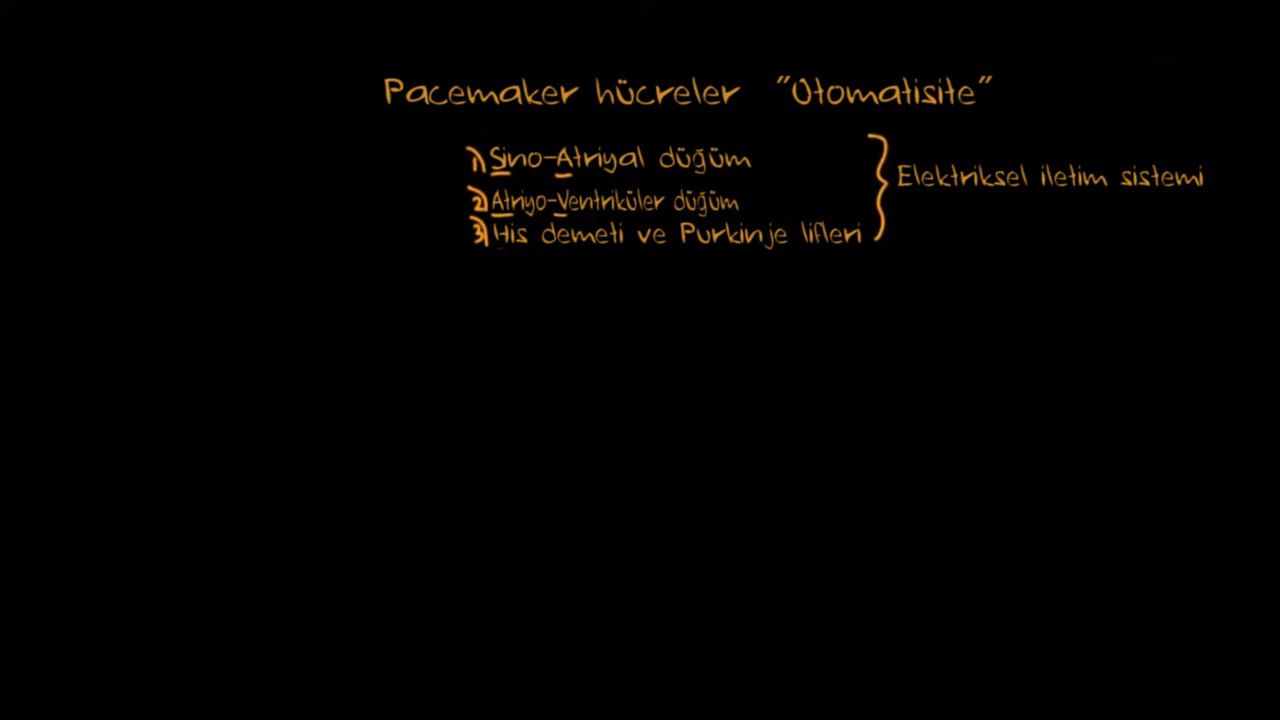 Pacemaker hücreler "Otomatisite"
1) Sino-Atriyal düğüm
2) Atriyo-Ventriküler düğüm
3) His demeti ve Purkinje lifleri
Elektriksel iletim sistemi